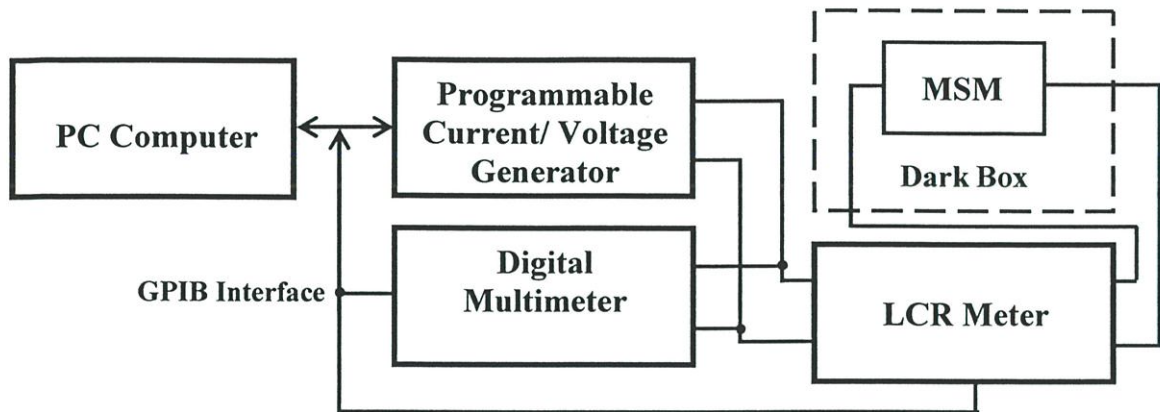 PC Computer
Programmable
Current/ Voltage
Generator
MSM
Dark Box
Digital
Multimeter
GPIB Interface
LCR Meter